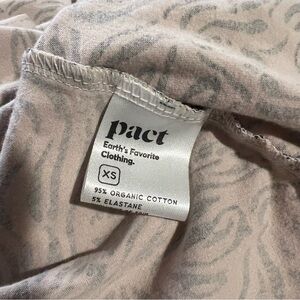 pact
Earth's Favorite
Clothing.
XS
95% ORGANIC COTTON
5% ELASTANE